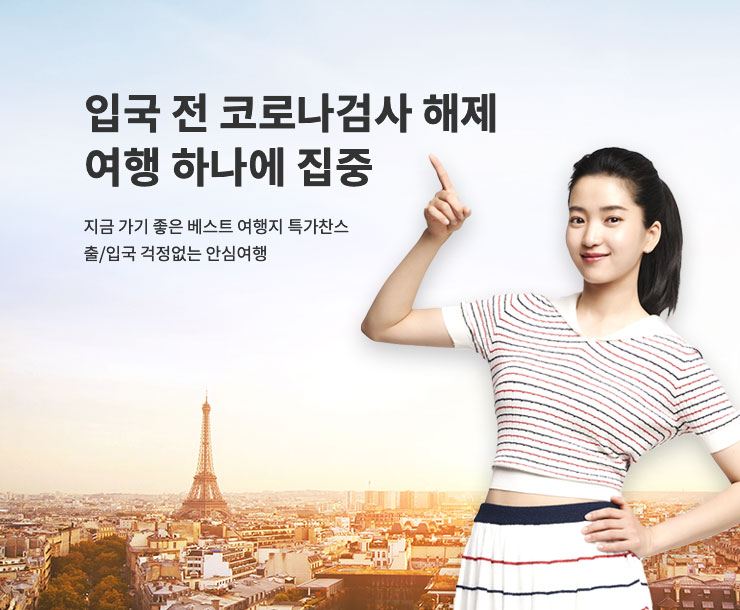 입국 전 코로나검사 해제
여행 하나에 집중
지금 가기 좋은 베스트 여행지 특가찬스
출/입국 걱정없는 안심여행